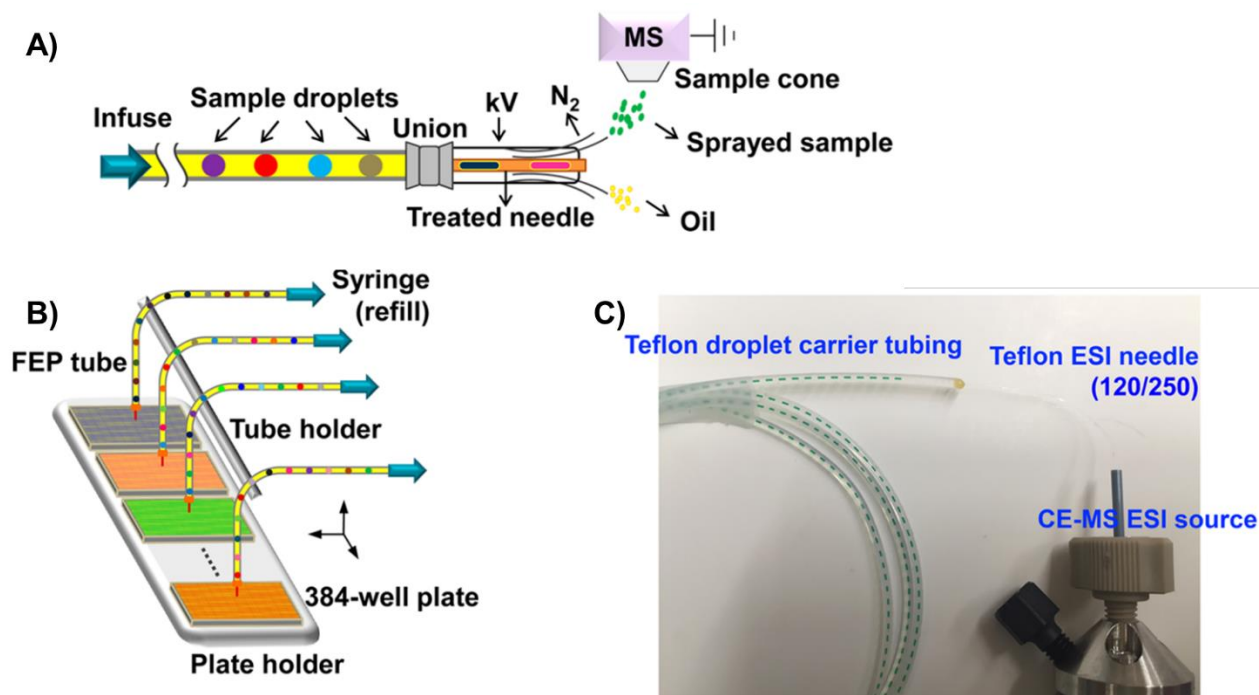 A)
MS
Sample cone
Sample droplets
kV
N2
Infuse
Union
Sprayed sample
Treated needle
Oil
B)
Syringe
(refill)
FEP tube
Tube holder
384-well plate
Plate holder
C)
Teflon droplet carrier tubing
Teflon ESI needle
(120/250)
CE-MS ESI source